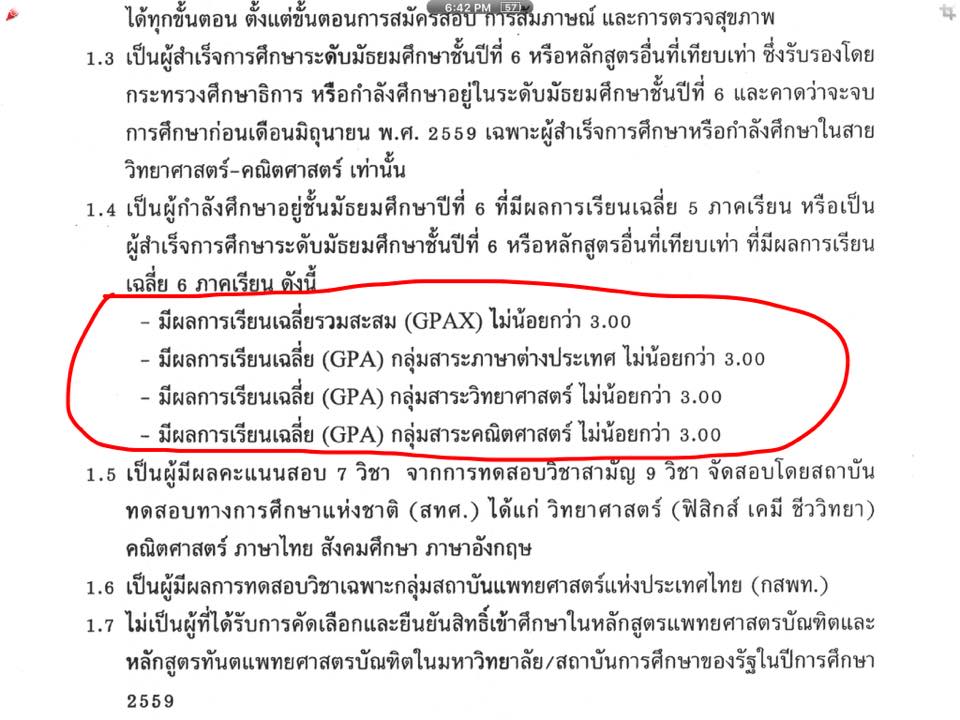 6:42 PM 57
ได้ทุกขั้นตอน ตั้งแต่ขั้นตอนการสมัครสอบ การสัมภาษณ์ และการตรวจสุขภาพ
1.3 เป็นผู้สำเร็จการศึกษาระดับมัธยมศึกษาชั้นปีที่ 6 หรือหลักสูตรอื่นที่เทียบเท่า ซึ่งรับรองโดย
กระทรวงศึกษาธิการ หรือกำลังศึกษาอยู่ในระดับมัธยมศึกษาชั้นปีที่ 6 และคาดว่าจะจบ
การศึกษาก่อนเดือนมิถุนายน พ.ศ. 2559 เฉพาะผู้สำเร็จการศึกษาหรือกำลังศึกษาในสาย
วิทยาศาสตร์-คณิตศาสตร์ เท่านั้น
1.4 เป็นผู้กำลังศึกษาอยู่ชั้นมัธยมศึกษาปีที่ 6 ที่มีผลการเรียนเฉลี่ย 5 ภาคเรียน หรือเป็น
ผู้สำเร็จการศึกษาระดับมัธยมศึกษาชั้นปีที่ 6 หรือหลักสูตรอื่นที่เทียบเท่า ที่มีผลการเรียน
เฉลี่ย 6 ภาคเรียน ดังนี้
- มีผลการเรียนเฉลี่ยรวมสะสม (GPAX) ไม่น้อยกว่า 3.00
- มีผลการเรียนเฉลี่ย (GPA) กลุ่มสาระภาษาต่างประเทศ ไม่น้อยกว่า 3.00
- มีผลการเรียนเฉลี่ย (GPA) กลุ่มสาระวิทยาศาสตร์ ไม่น้อยกว่า 3.00
- มีผลการเรียนเฉลี่ย (GPA) กลุ่มสาระคณิตศาสตร์ ไม่น้อยกว่า 3.00
1.5 เป็นผู้มีผลคะแนนสอบ 7 วิชา จากการทดสอบวิชาสามัญ 9 วิชา จัดสอบโดยสถาบัน
ทดสอบทางการศึกษาแห่งชาติ (สทศ.) ได้แก่ วิทยาศาสตร์ (ฟิสิกส์ เคมี ชีววิทยา)
คณิตศาสตร์ ภาษาไทย สังคมศึกษา ภาษาอังกฤษ
1.6 เป็นผู้มีผลการทดสอบวิชาเฉพาะกลุ่มสถาบันแพทยศาสตร์แห่งประเทศไทย (กสพท.)
1.7 ไม่เป็นผู้ที่ได้รับการคัดเลือกและยืนยันสิทธิ์เข้าศึกษาในหลักสูตรแพทยศาสตรบัณฑิตและ
หลักสูตรทันตแพทยศาสตรบัณฑิตในมหาวิทยาลัย/สถาบันการศึกษาของรัฐในปีการศึกษา
2559